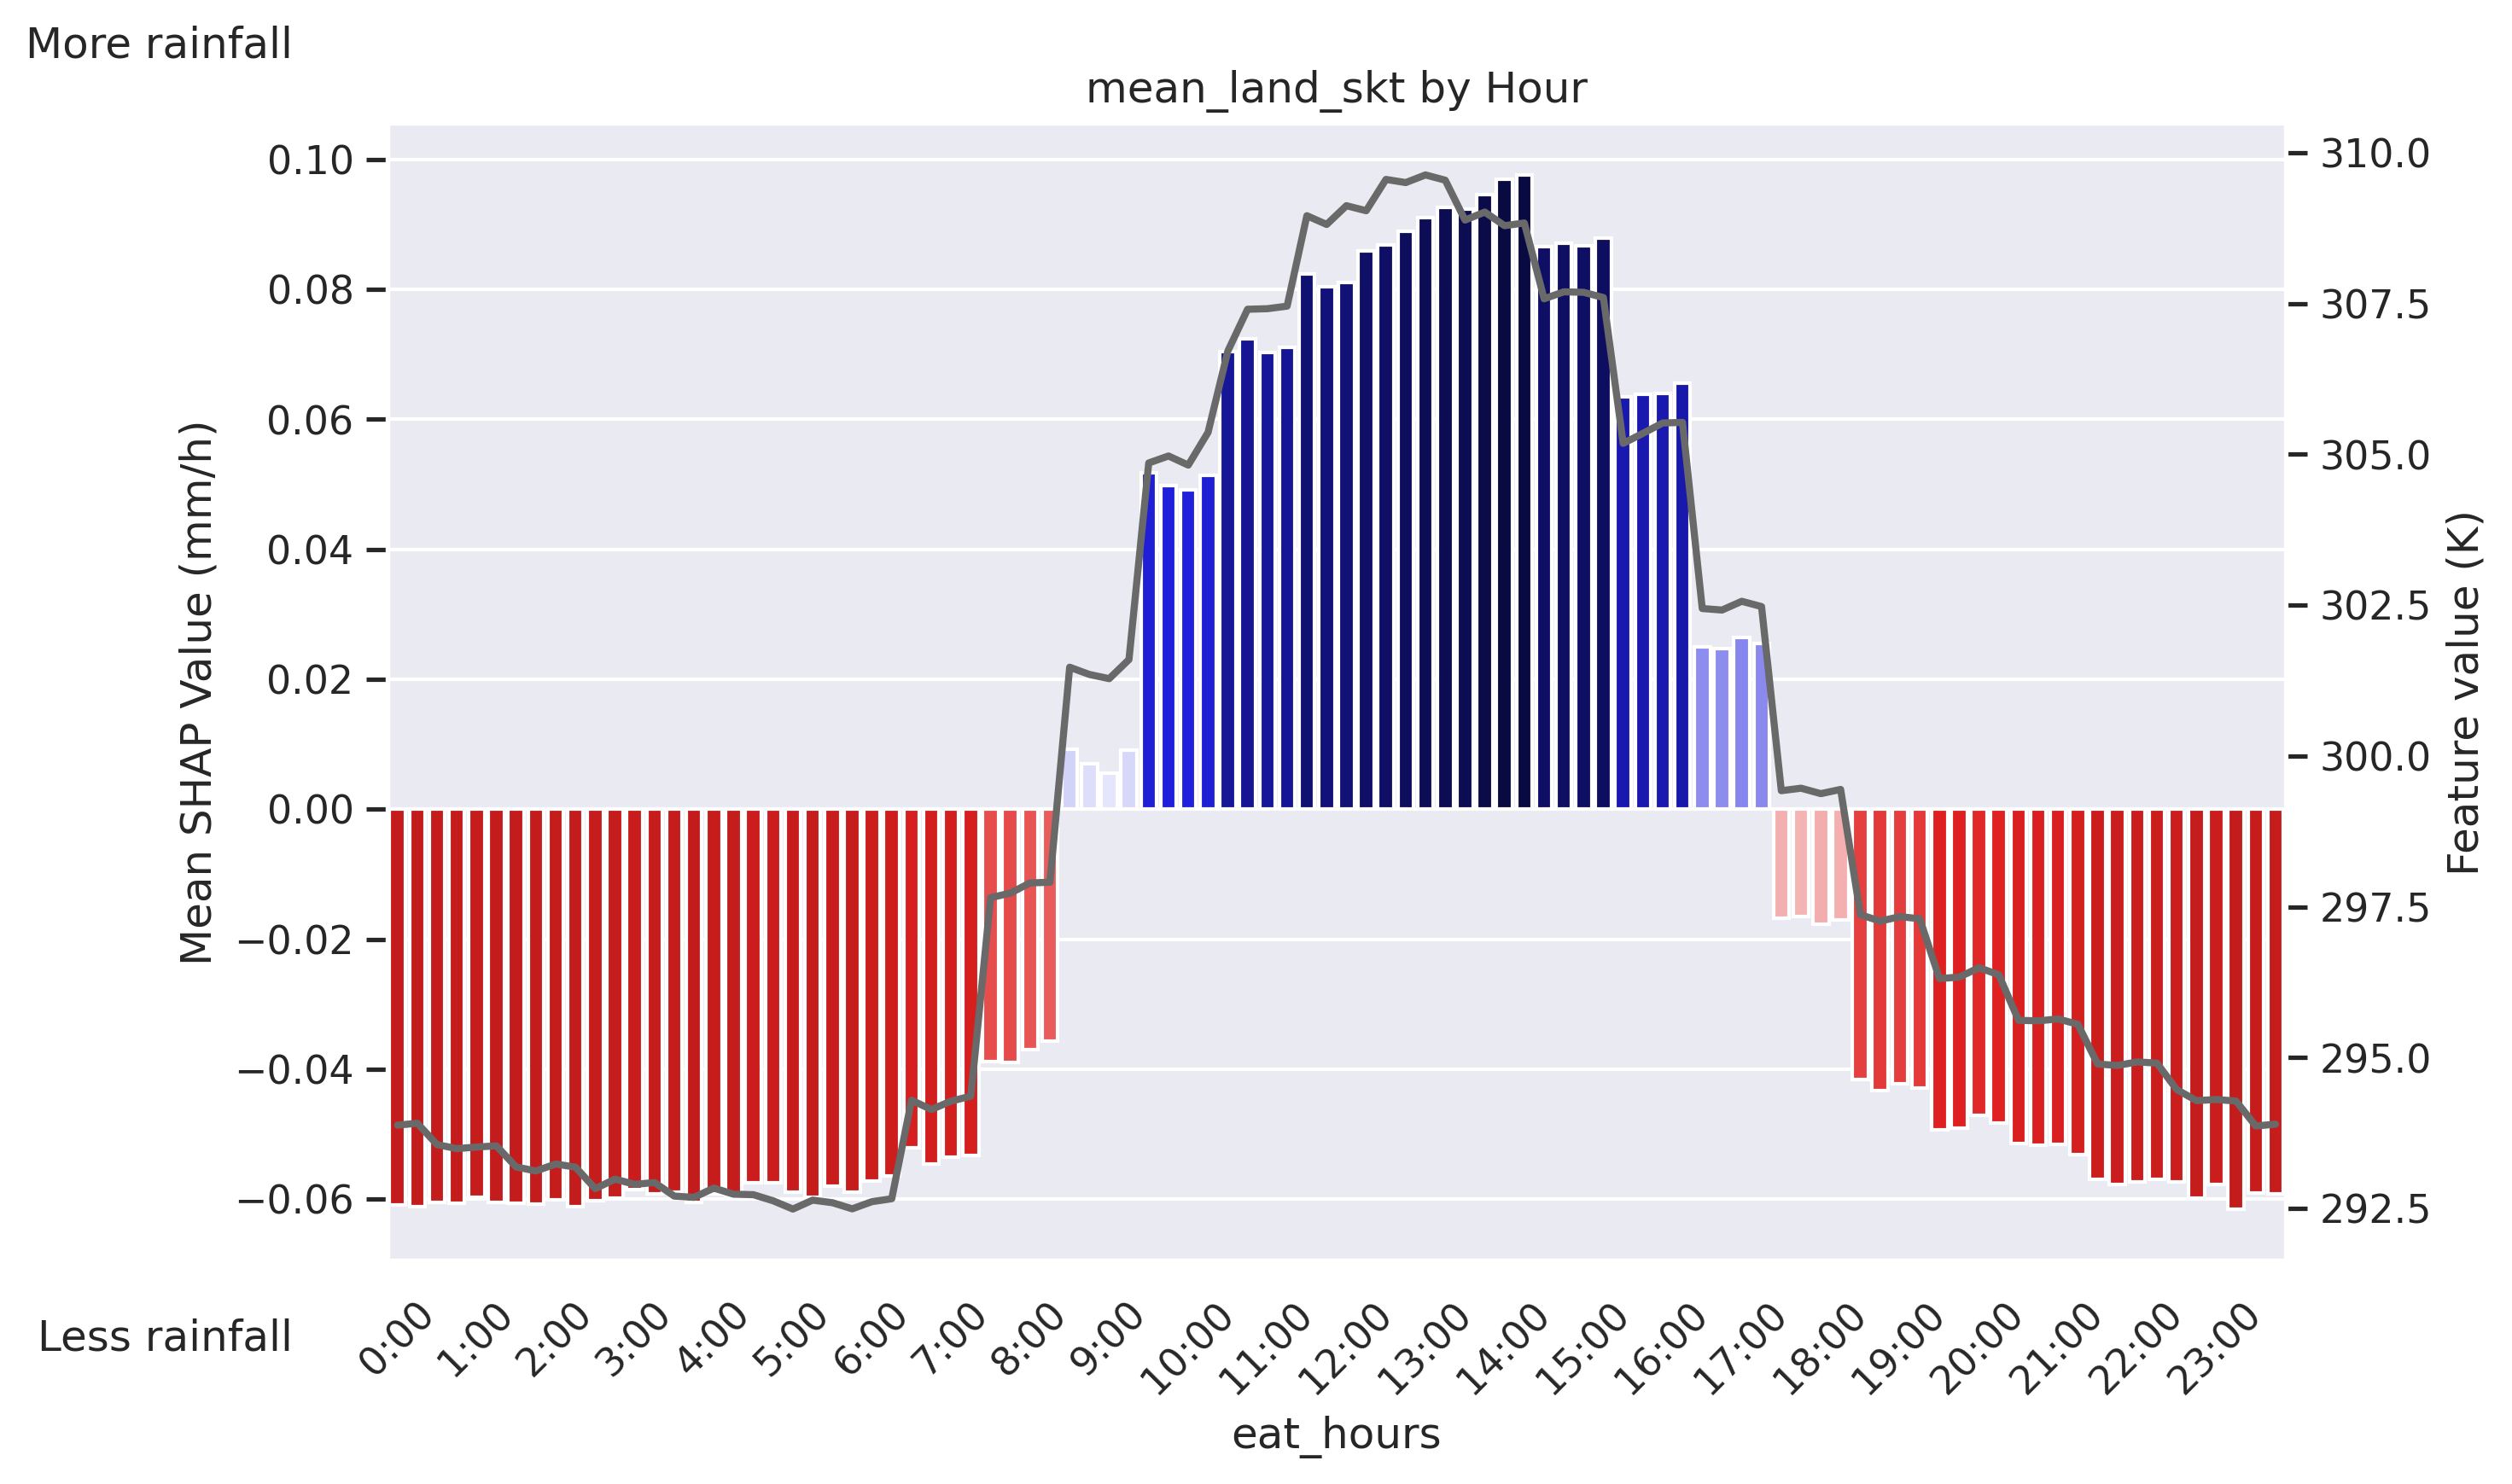 More rainfall
mean_land_skt by Hour
0.10
0.08
0.06
0.04
0.02
0.00
−0.02
−0.04
−0.06
Mean SHAP Value (mm/h)
310.0
307.5
305.0
302.5
300.0
297.5
295.0
292.5
Feature value (K)
Less rainfall
0:00 1:00 2:00 3:00 4:00 5:00 6:00 7:00 8:00 9:00 10:00 11:00 12:00 13:00 14:00 15:00 16:00 17:00 18:00 19:00 20:00 21:00 22:00 23:00
eat_hours